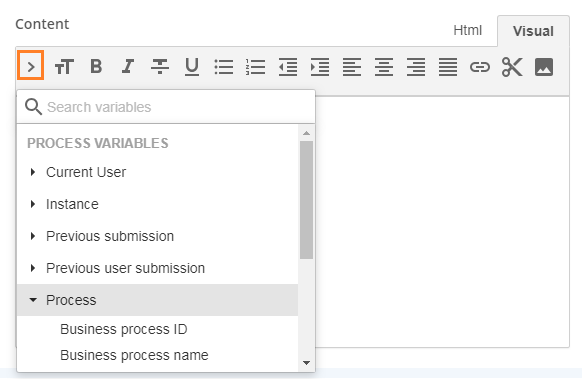 Content
Html
Visual
Search variables
PROCESS VARIABLES
Current User
Instance
Previous submission
Previous user submission
Process
Business process ID
Business process name